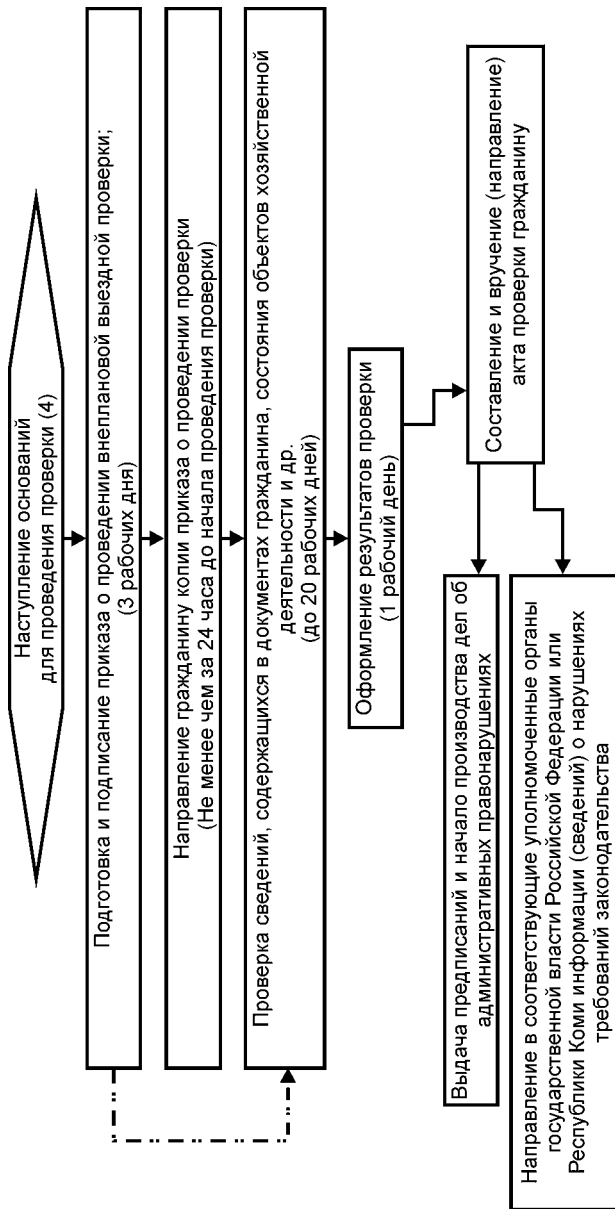 Наступление оснований
для проведения проверки (4)
Подготовка и подписание приказа о проведении внеплановой выездной проверки;
(3 рабочих дня)
Направление гражданину копии приказа о проведении проверки
(Не менее чем за 24 часа до начала проведения проверки)
Проверка сведений, содержащихся в документах гражданина, состояния объектов хозяйственной
деятельности и др.
(до 20 рабочих дней)
Оформление результатов проверки
(1 рабочий день)
Составление и вручение (направление)
акта проверки гражданину
Выдача предписаний и начало производства дел об
административных правонарушениях
Направление в соответствующие уполномоченные органы
государственной власти Российской Федерации или
Республики Коми информации (сведений) о нарушениях
требований законодательства